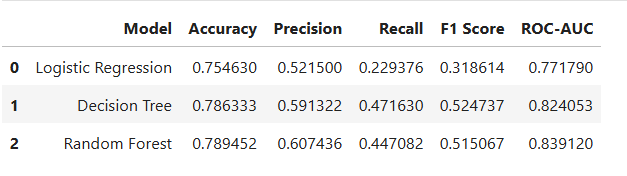 Model Accuracy Precision Recall F1 Score ROC-AUC
0 Logistic Regression 0.754630 0.521500 0.229376 0.318614 0.771790
1 Decision Tree 0.786333 0.591322 0.471630 0.524737 0.824053
2 Random Forest 0.789452 0.607436 0.447082 0.515067 0.839120